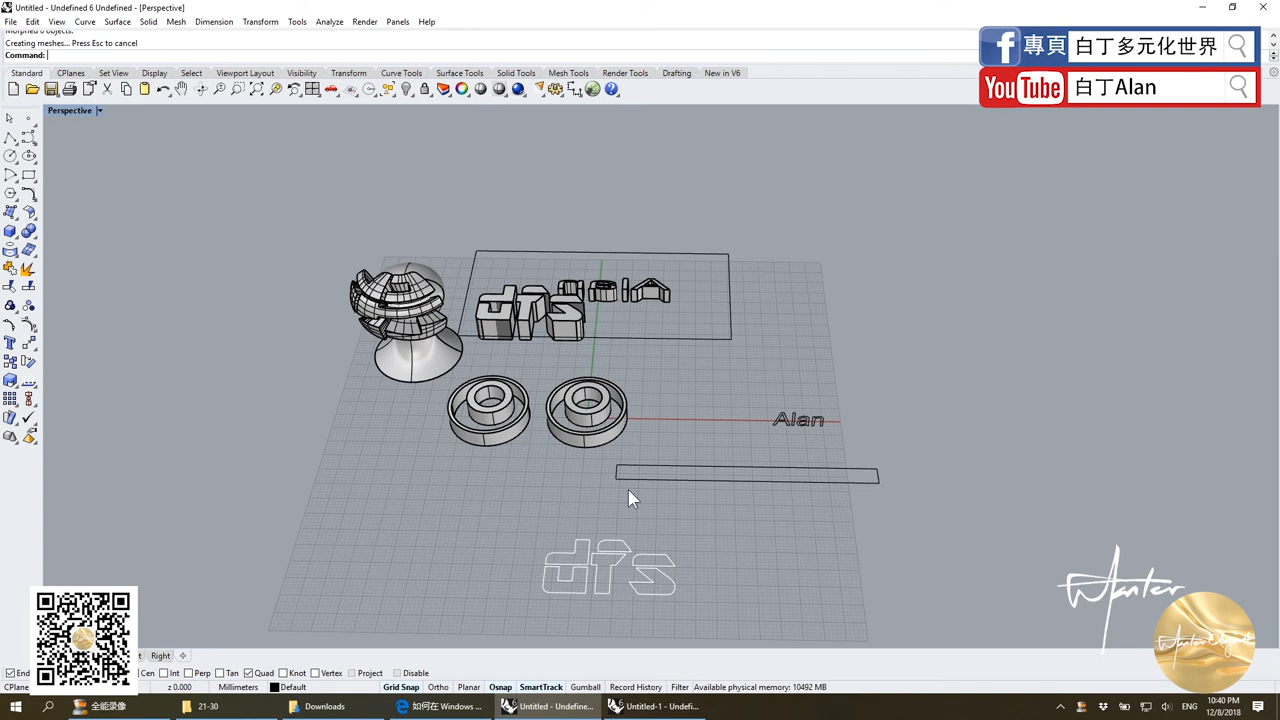 Untitled - Undefined 6 Undefined - [Perspective]
File Edit View Curve Surface Solid Mesh Dimension Transform Tools Analyze Render Panels Help
Creating meshes... Press Esc to cancel
Command:
Standard CPlanes Set View Display Select Viewport Layout Visibility Transform Curve Tools Surface Tools Solid Tools Mesh Tools Render Tools Drafting New in V6
f 專頁 白丁多元化世界
YouTube 白丁Alan
Perspective
dts
Alan
dts
Wanter
Right
End Cen Int Perp Tan Quad Knot Vertex Project Disable
CPlane z 0.000 Millimeters Default Grid Snap Ortho Planar Osnap SmartTrack Gumball Record History Filter Available physical memory: 10492 MB
全能录像 21-30 Downloads 如何在 Windows ... Untitled - Undefine... Untitled-1 - Undefi...
10:40 PM
12/8/2018